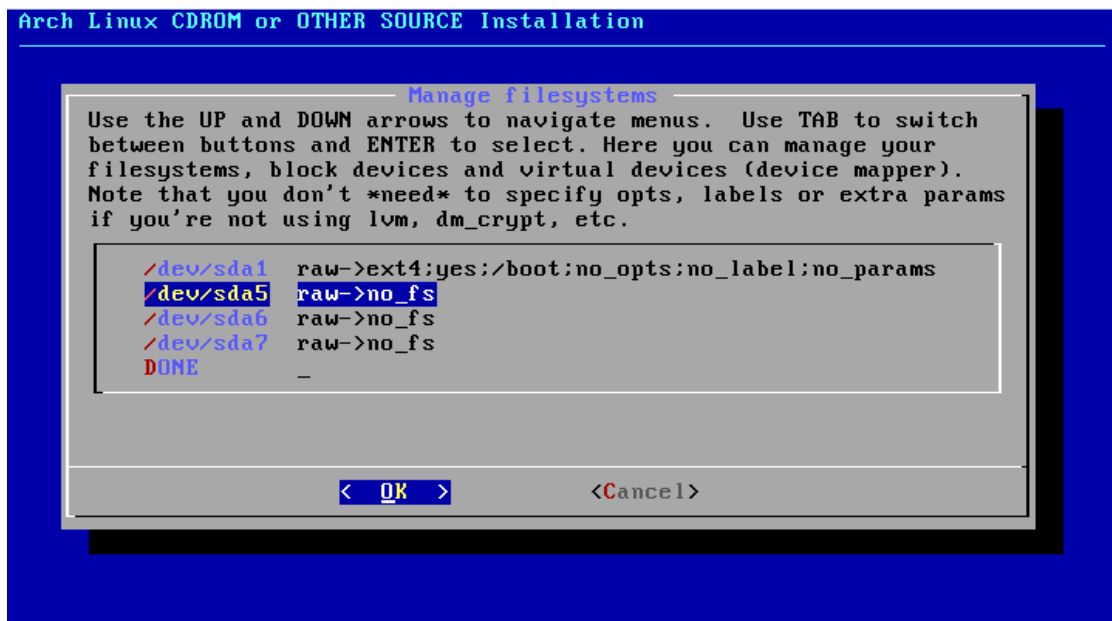 Arch Linux CDROM or OTHER SOURCE Installation
Manage filesystems
Use the UP and DOWN arrows to navigate menus.  Use TAB to switch
between buttons and ENTER to select. Here you can manage your
filesystems, block devices and virtual devices (device mapper).
Note that you don't *need* to specify opts, labels or extra params
if you're not using lvm, dm_crypt, etc.
/dev/sda1  raw->ext4;yes;/boot;no_opts;no_label;no_params
/dev/sda5  raw->no_fs
/dev/sda6  raw->no_fs
/dev/sda7  raw->no_fs
DONE       _
<  OK  >          <Cancel>